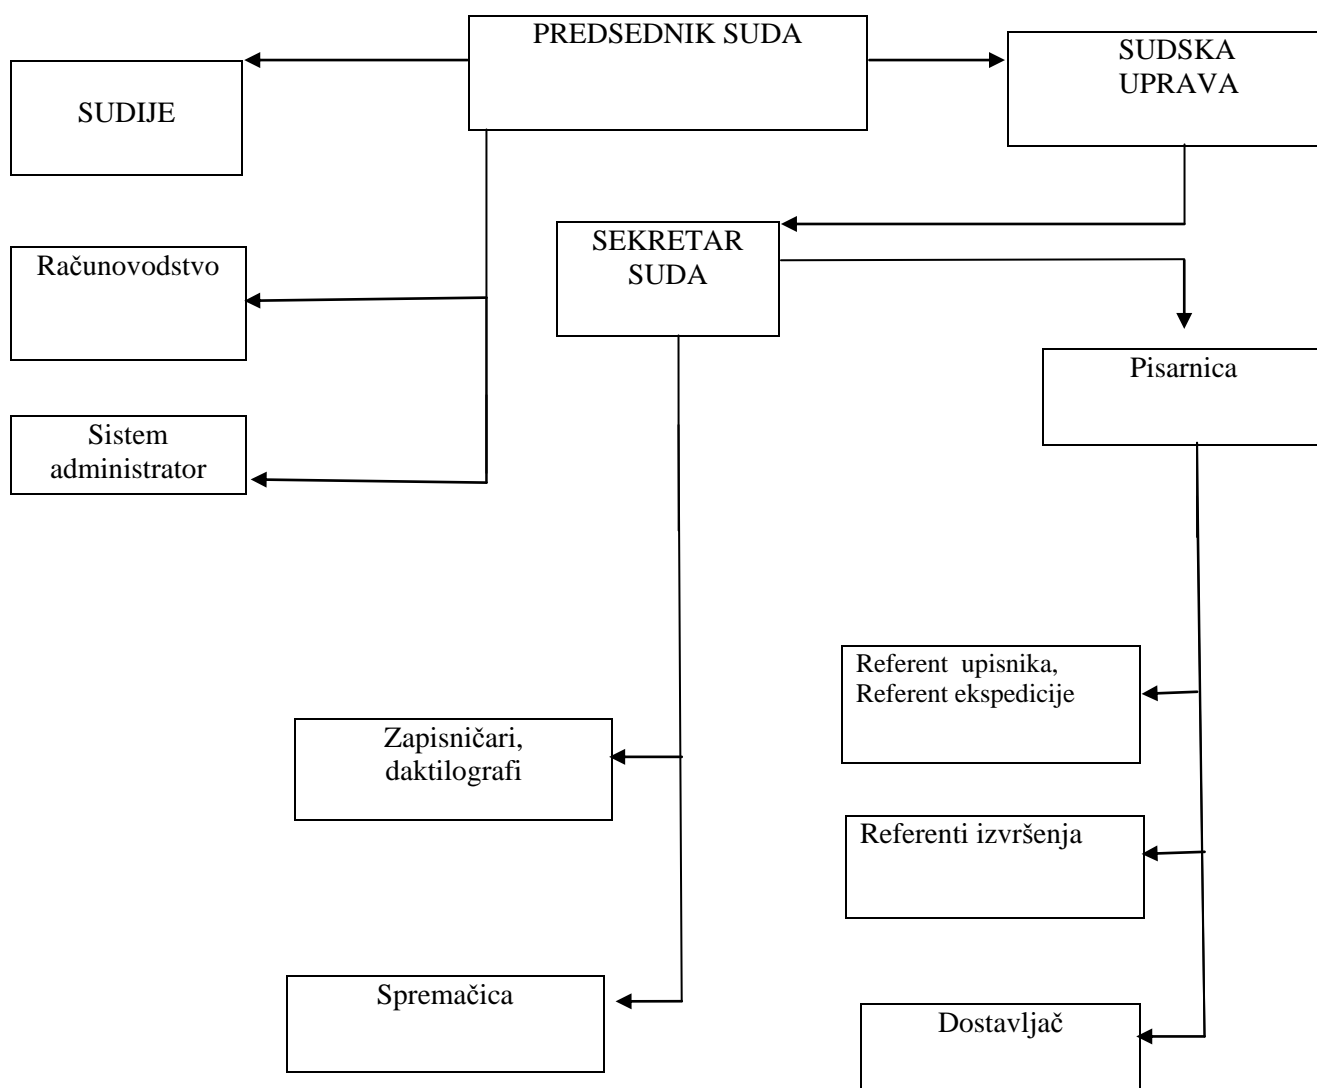 PREDSEDNIK SUDA
SUDSKA
UPRAVA
SUDIJE
SEKRETAR
SUDA
Računovodstvo
Pisarnica
Sistem
administrator
Referent upisnika,
Referent ekspedicije
Zapisničari,
daktilografi
Referenti izvršenja
Spremačica
Dostavljač